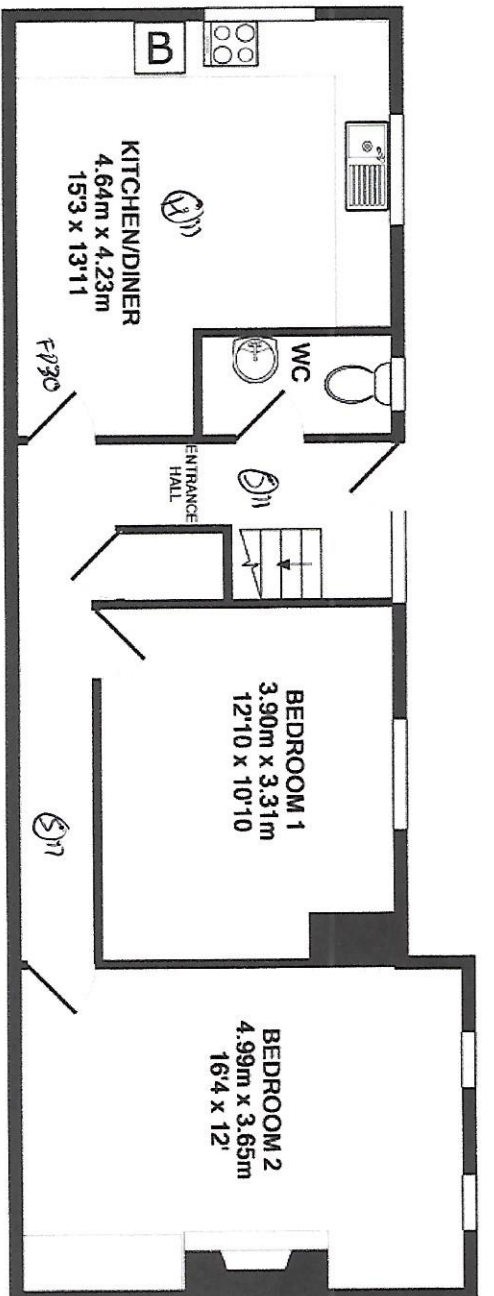 B
KITCHEN/DINER
4.64m x 4.23m
15'3 x 13'11
H
FD30
WC
ENTRANCE
HALL
S
BEDROOM 1
3.90m x 3.31m
12'10 x 10'10
S
BEDROOM 2
4.99m x 3.65m
16'4 x 12'